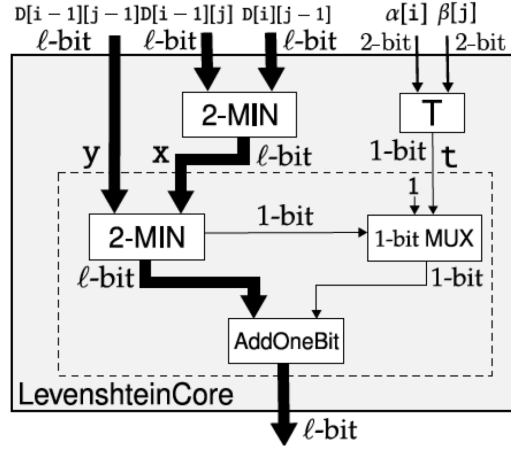 D[i − 1][j − 1] D[i − 1][j] D[i][j − 1] α[i] β[j]
ℓ-bit ℓ-bit ℓ-bit 2-bit 2-bit
2-MIN T
y x ℓ-bit 1-bit t
1
2-MIN 1-bit 1-bit MUX
ℓ-bit 1-bit
AddOneBit
LevenshteinCore
ℓ-bit